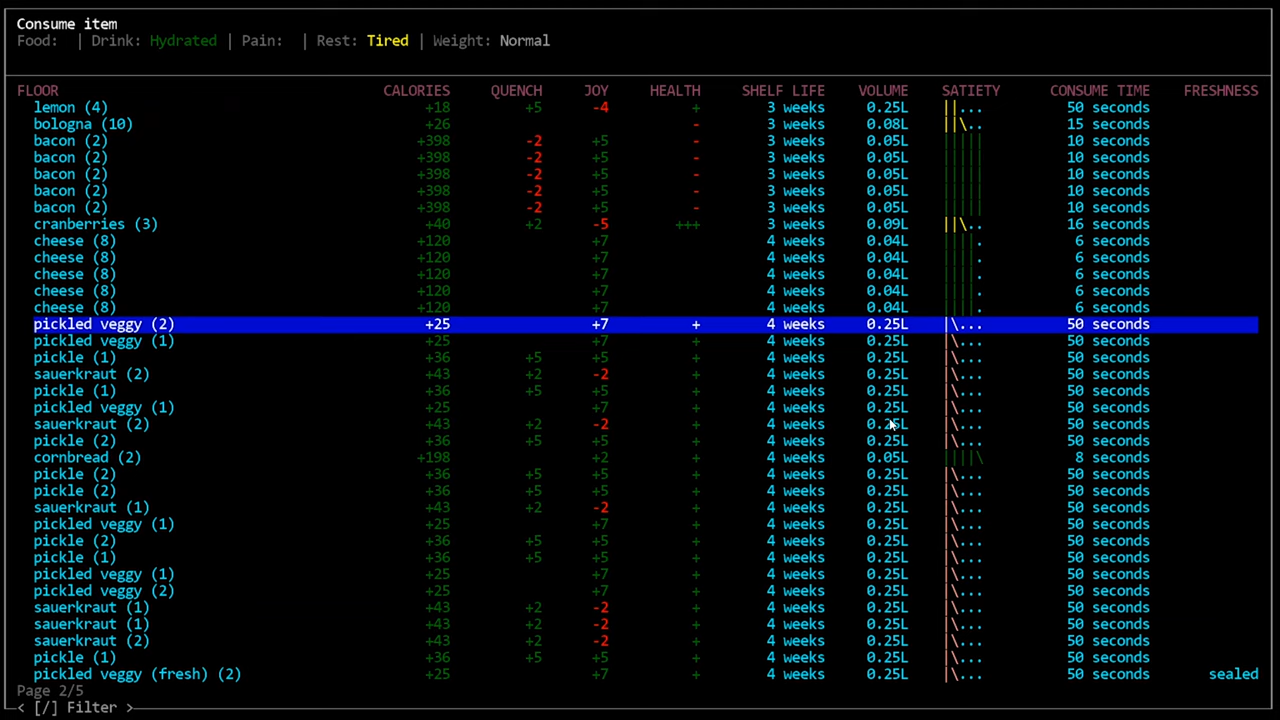 Consume item
Food:  | Drink: Hydrated | Pain:  | Rest: Tired | Weight: Normal
FLOOR CALORIES QUENCH JOY HEALTH SHELF LIFE VOLUME SATIETY CONSUME TIME FRESHNESS
lemon (4) +18 +5 -4 + 3 weeks 0.25L ||... 50 seconds
bologna (10) +26 - 3 weeks 0.08L ||\.. 15 seconds
bacon (2) +398 -2 +5 - 3 weeks 0.05L ||||| 10 seconds
bacon (2) +398 -2 +5 - 3 weeks 0.05L ||||| 10 seconds
bacon (2) +398 -2 +5 - 3 weeks 0.05L ||||| 10 seconds
bacon (2) +398 -2 +5 - 3 weeks 0.05L ||||| 10 seconds
bacon (2) +398 -2 +5 - 3 weeks 0.05L ||||| 10 seconds
cranberries (3) +40 +2 -5 +++ 3 weeks 0.09L ||\.. 16 seconds
cheese (8) +120 +7 4 weeks 0.04L ||||. 6 seconds
cheese (8) +120 +7 4 weeks 0.04L ||||. 6 seconds
cheese (8) +120 +7 4 weeks 0.04L ||||. 6 seconds
cheese (8) +120 +7 4 weeks 0.04L ||||. 6 seconds
cheese (8) +120 +7 4 weeks 0.04L ||||. 6 seconds
pickled veggy (2) +25 +7 + 4 weeks 0.25L |\... 50 seconds
pickled veggy (1) +25 +7 + 4 weeks 0.25L |\... 50 seconds
pickle (1) +36 +5 +5 + 4 weeks 0.25L |\... 50 seconds
sauerkraut (2) +43 +2 -2 + 4 weeks 0.25L |\... 50 seconds
pickle (1) +36 +5 +5 + 4 weeks 0.25L |\... 50 seconds
pickled veggy (1) +25 +7 + 4 weeks 0.25L |\... 50 seconds
sauerkraut (2) +43 +2 -2 + 4 weeks 0.25L |\... 50 seconds
pickle (2) +36 +5 +5 + 4 weeks 0.25L |\... 50 seconds
cornbread (2) +198 +2 4 weeks 0.05L ||||\ 8 seconds
pickle (2) +36 +5 +5 + 4 weeks 0.25L |\... 50 seconds
pickle (2) +36 +5 +5 + 4 weeks 0.25L |\... 50 seconds
sauerkraut (1) +43 +2 -2 + 4 weeks 0.25L |\... 50 seconds
pickled veggy (1) +25 +7 + 4 weeks 0.25L |\... 50 seconds
pickle (2) +36 +5 +5 + 4 weeks 0.25L |\... 50 seconds
pickle (1) +36 +5 +5 + 4 weeks 0.25L |\... 50 seconds
pickled veggy (1) +25 +7 + 4 weeks 0.25L |\... 50 seconds
pickled veggy (2) +25 +7 + 4 weeks 0.25L |\... 50 seconds
sauerkraut (1) +43 +2 -2 + 4 weeks 0.25L |\... 50 seconds
sauerkraut (1) +43 +2 -2 + 4 weeks 0.25L |\... 50 seconds
sauerkraut (2) +43 +2 -2 + 4 weeks 0.25L |\... 50 seconds
pickle (1) +36 +5 +5 + 4 weeks 0.25L |\... 50 seconds
pickled veggy (fresh) (2) +25 +7 + 4 weeks 0.25L |\... 50 seconds sealed
Page 2/5
< [/] Filter >